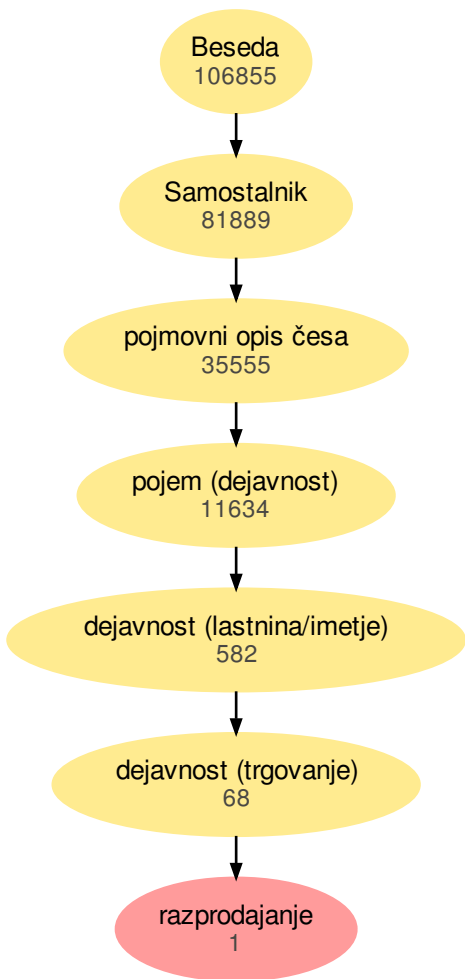 Beseda
106855
Samostalnik
81889
pojmovni opis česa
35555
pojem (dejavnost)
11634
dejavnost (lastnina/imetje)
582
dejavnost (trgovanje)
68
razprodajanje
1